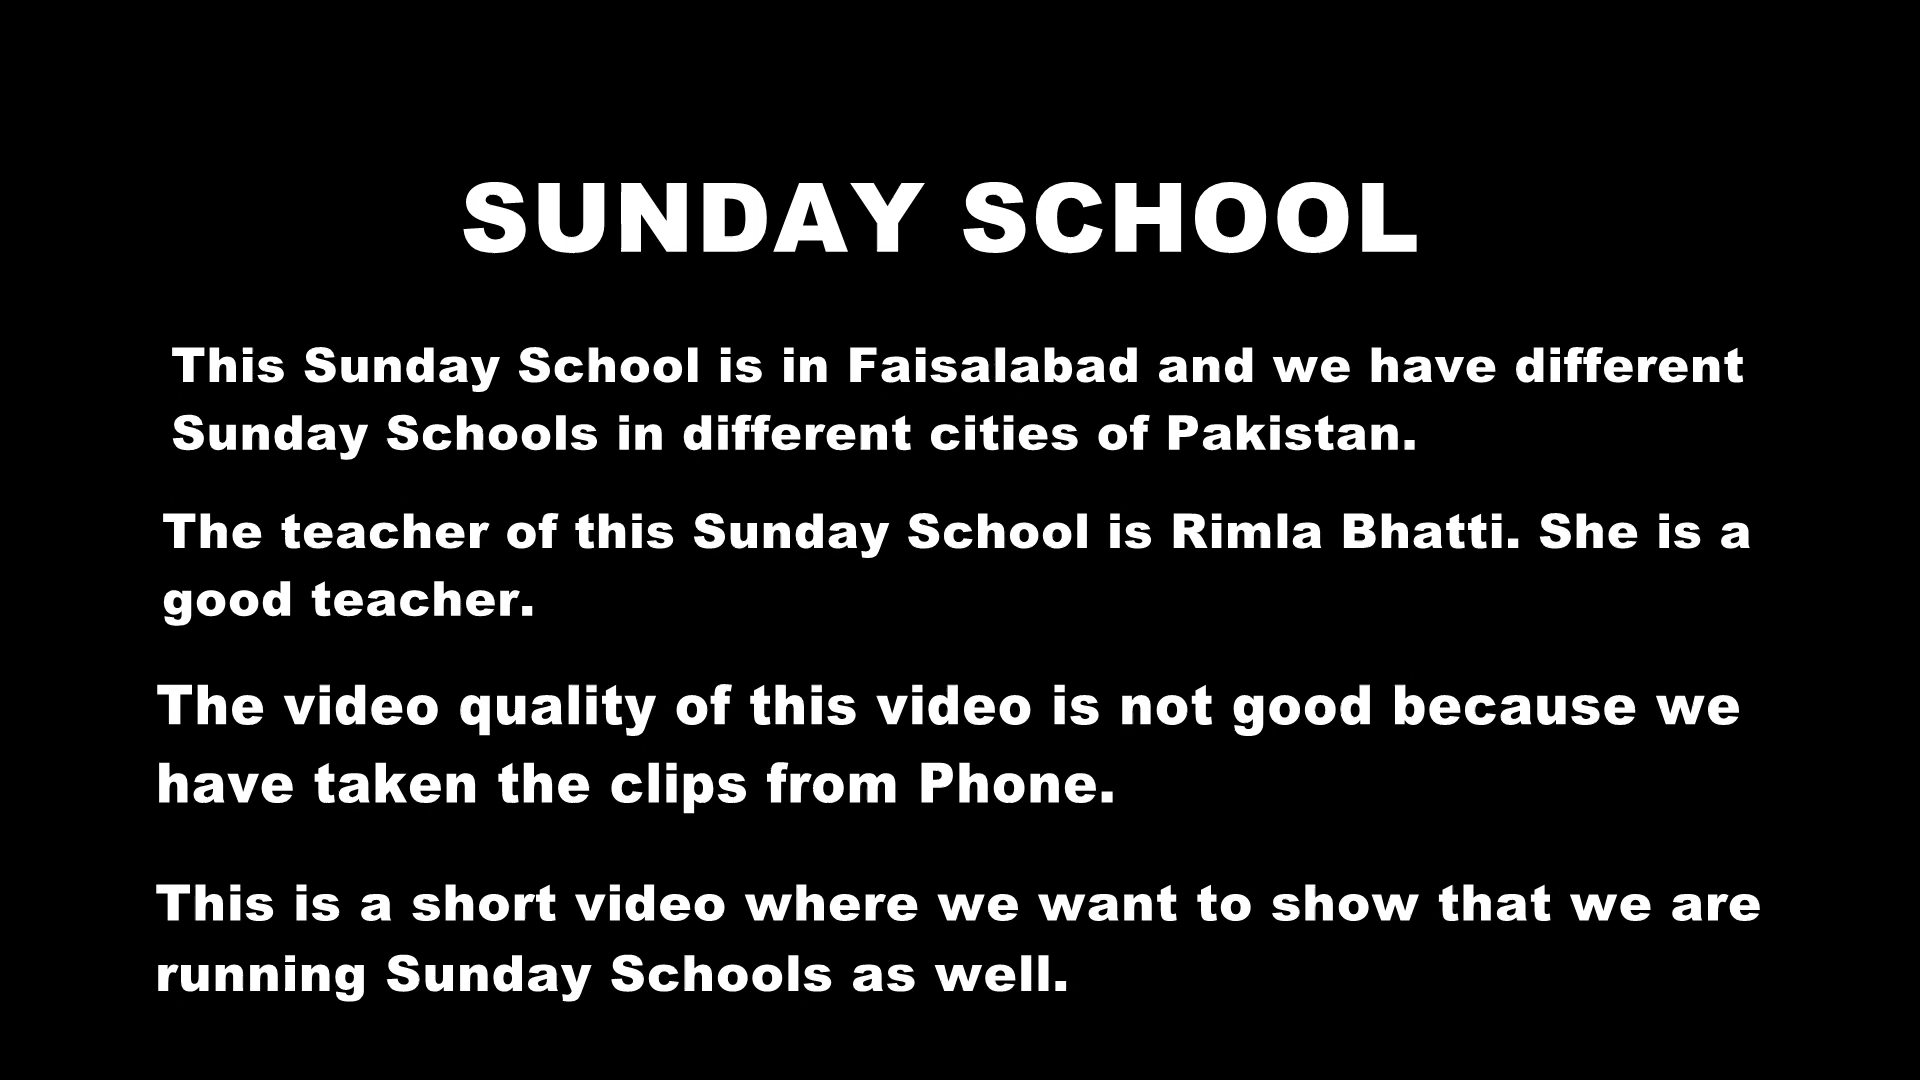 SUNDAY SCHOOL
This Sunday School is in Faisalabad and we have different
Sunday Schools in different cities of Pakistan.
The teacher of this Sunday School is Rimla Bhatti. She is a
good teacher.
The video quality of this video is not good because we
have taken the clips from Phone.
This is a short video where we want to show that we are
running Sunday Schools as well.